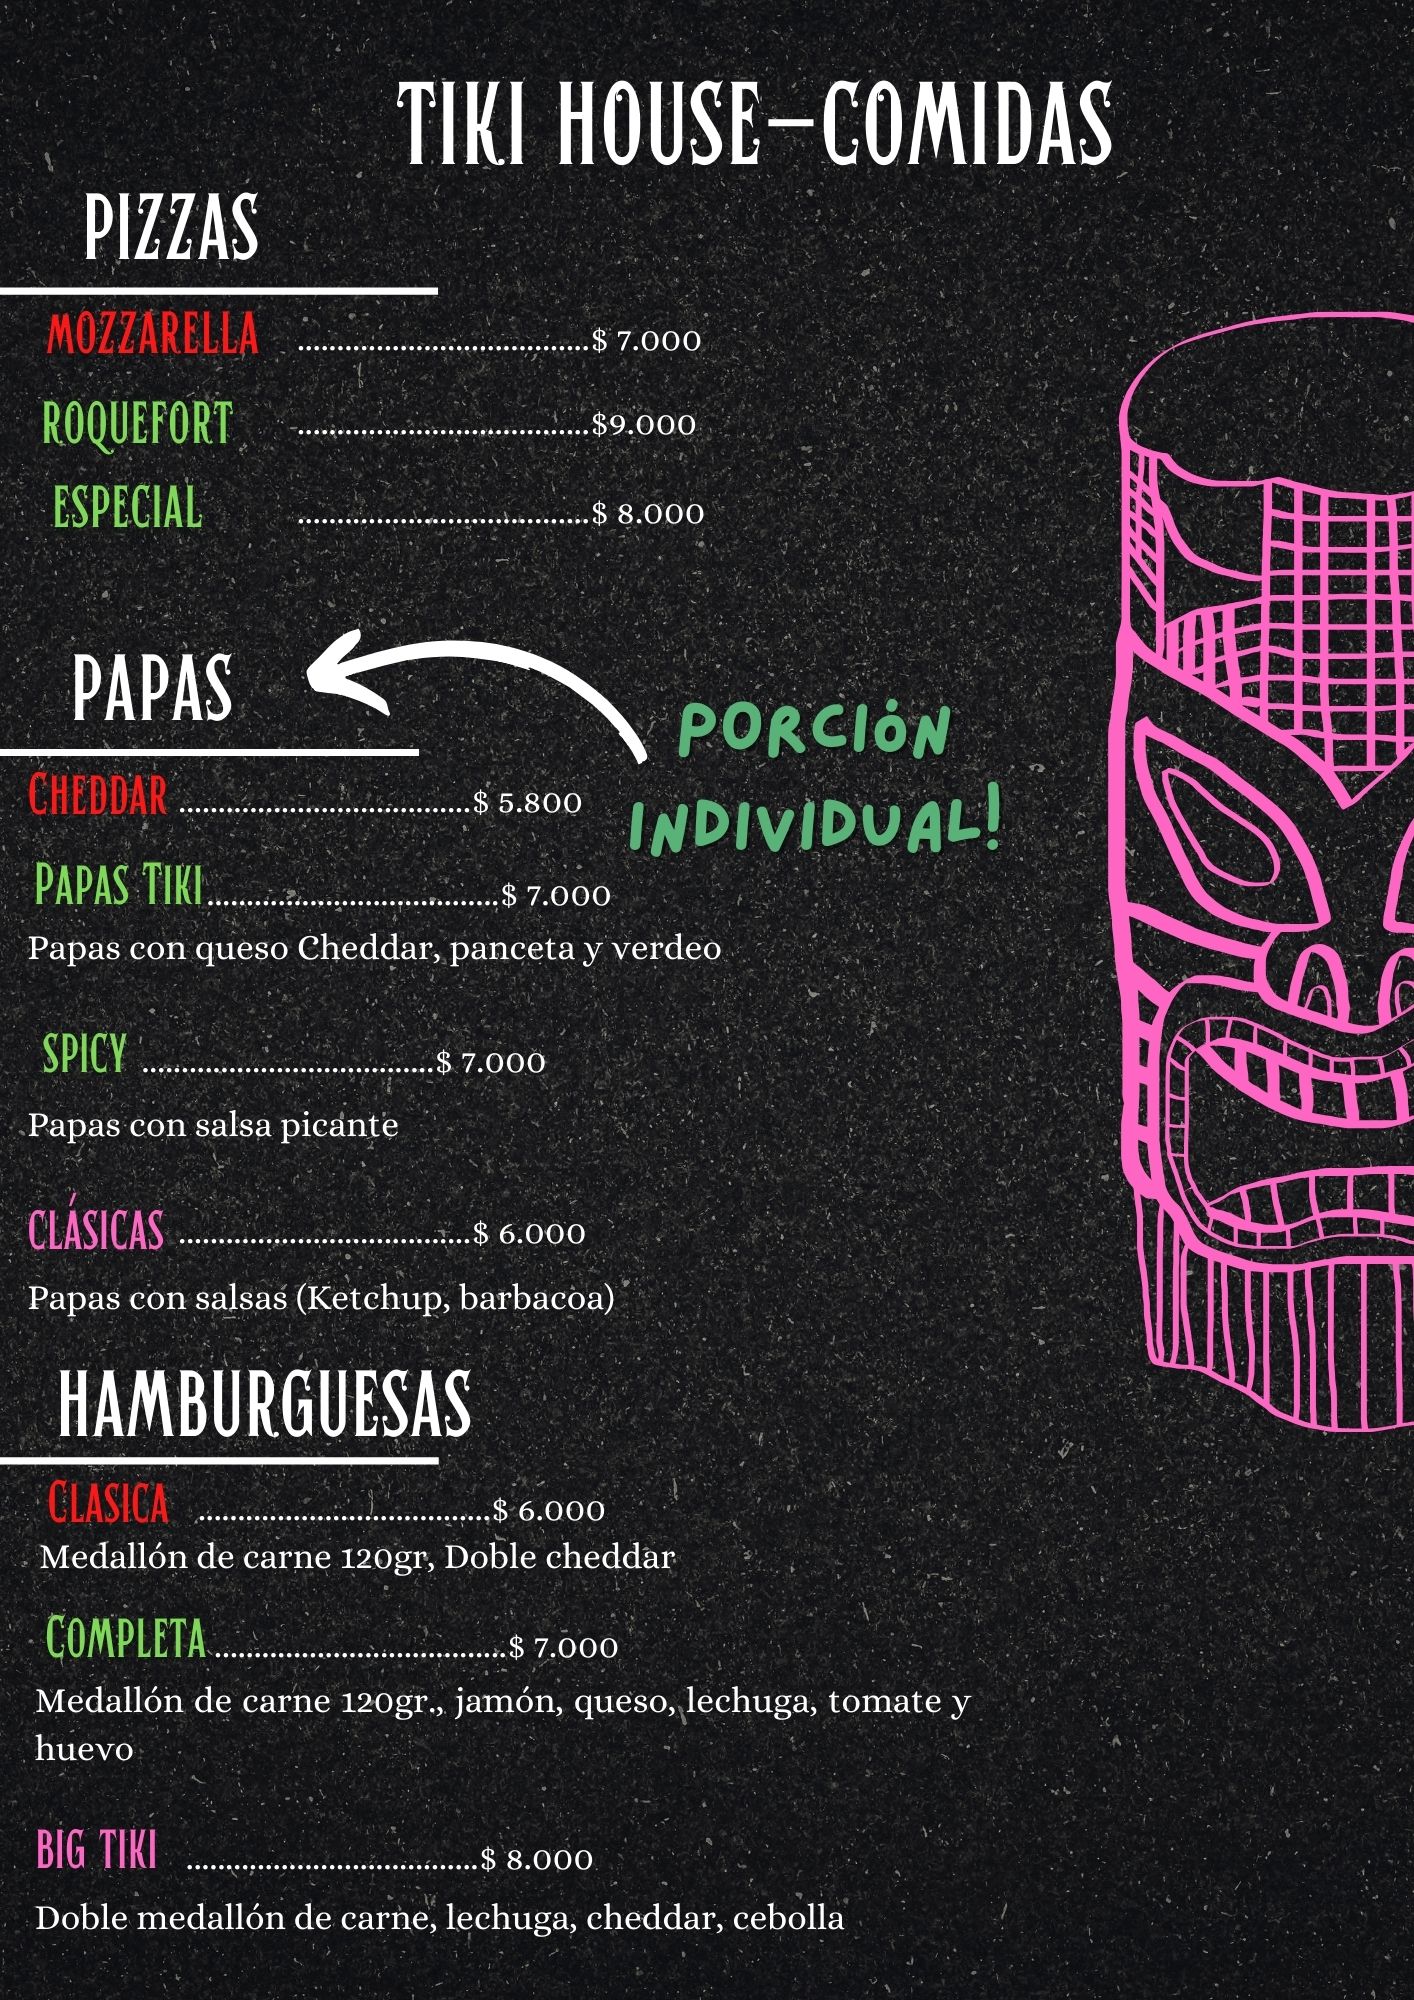 TIKI HOUSE-COMIDAS
PIZZAS
MOZZARELLA .....................................$ 7.000
ROQUEFORT .....................................$9.000
ESPECIAL .....................................$ 8.000
PAPAS
PORCIÓN
INDIVIDUAL!
CHEDDAR .....................................$ 5.800
PAPAS TIKI.....................................$ 7.000
Papas con queso Cheddar, panceta y verdeo
SPICY .....................................$ 7.000
Papas con salsa picante
CLÁSICAS .....................................$ 6.000
Papas con salsas (Ketchup, barbacoa)
HAMBURGUESAS
CLASICA .....................................$ 6.000
Medallón de carne 120gr, Doble cheddar
COMPLETA.....................................$ 7.000
Medallón de carne 120gr., jamón, queso, lechuga, tomate y
huevo
BIG TIKI .....................................$ 8.000
Doble medallón de carne, lechuga, cheddar, cebolla